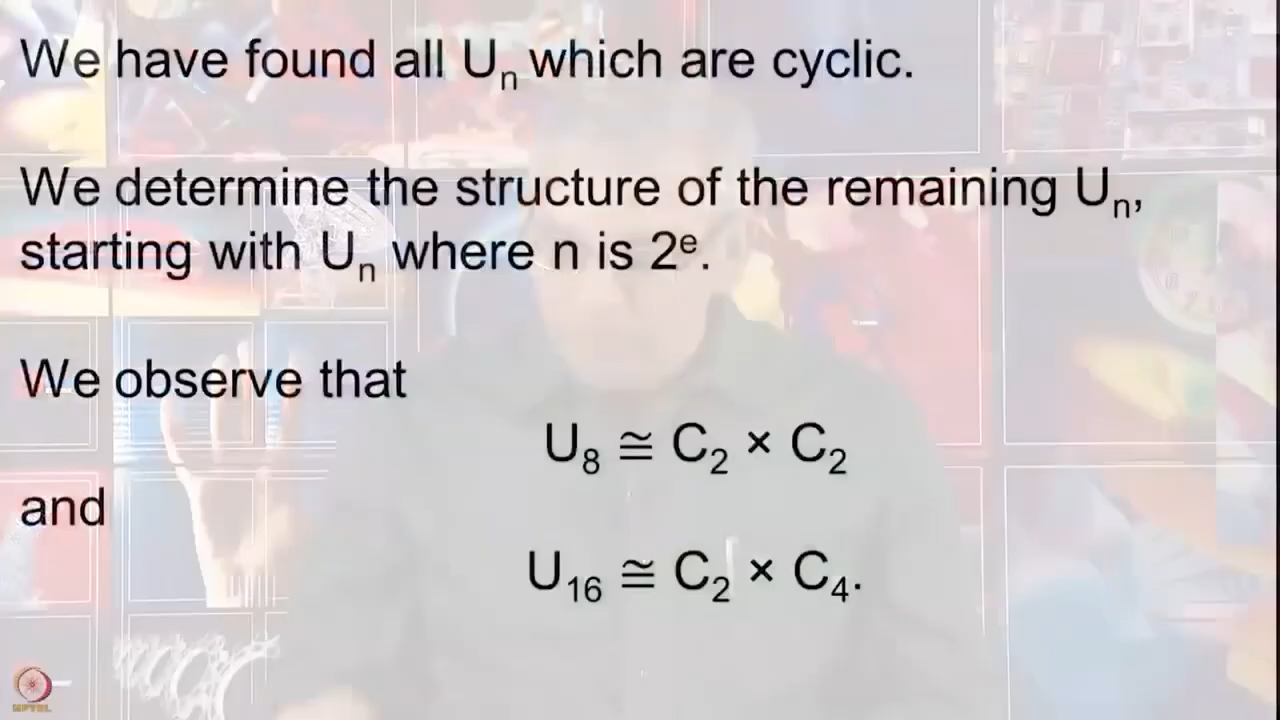 We have found all Uₙ which are cyclic.
We determine the structure of the remaining Uₙ,
starting with Uₙ where n is 2ᵉ.
We observe that
U₈ ≅ C₂ × C₂
and
U₁₆ ≅ C₂ × C₄.
NPTEL